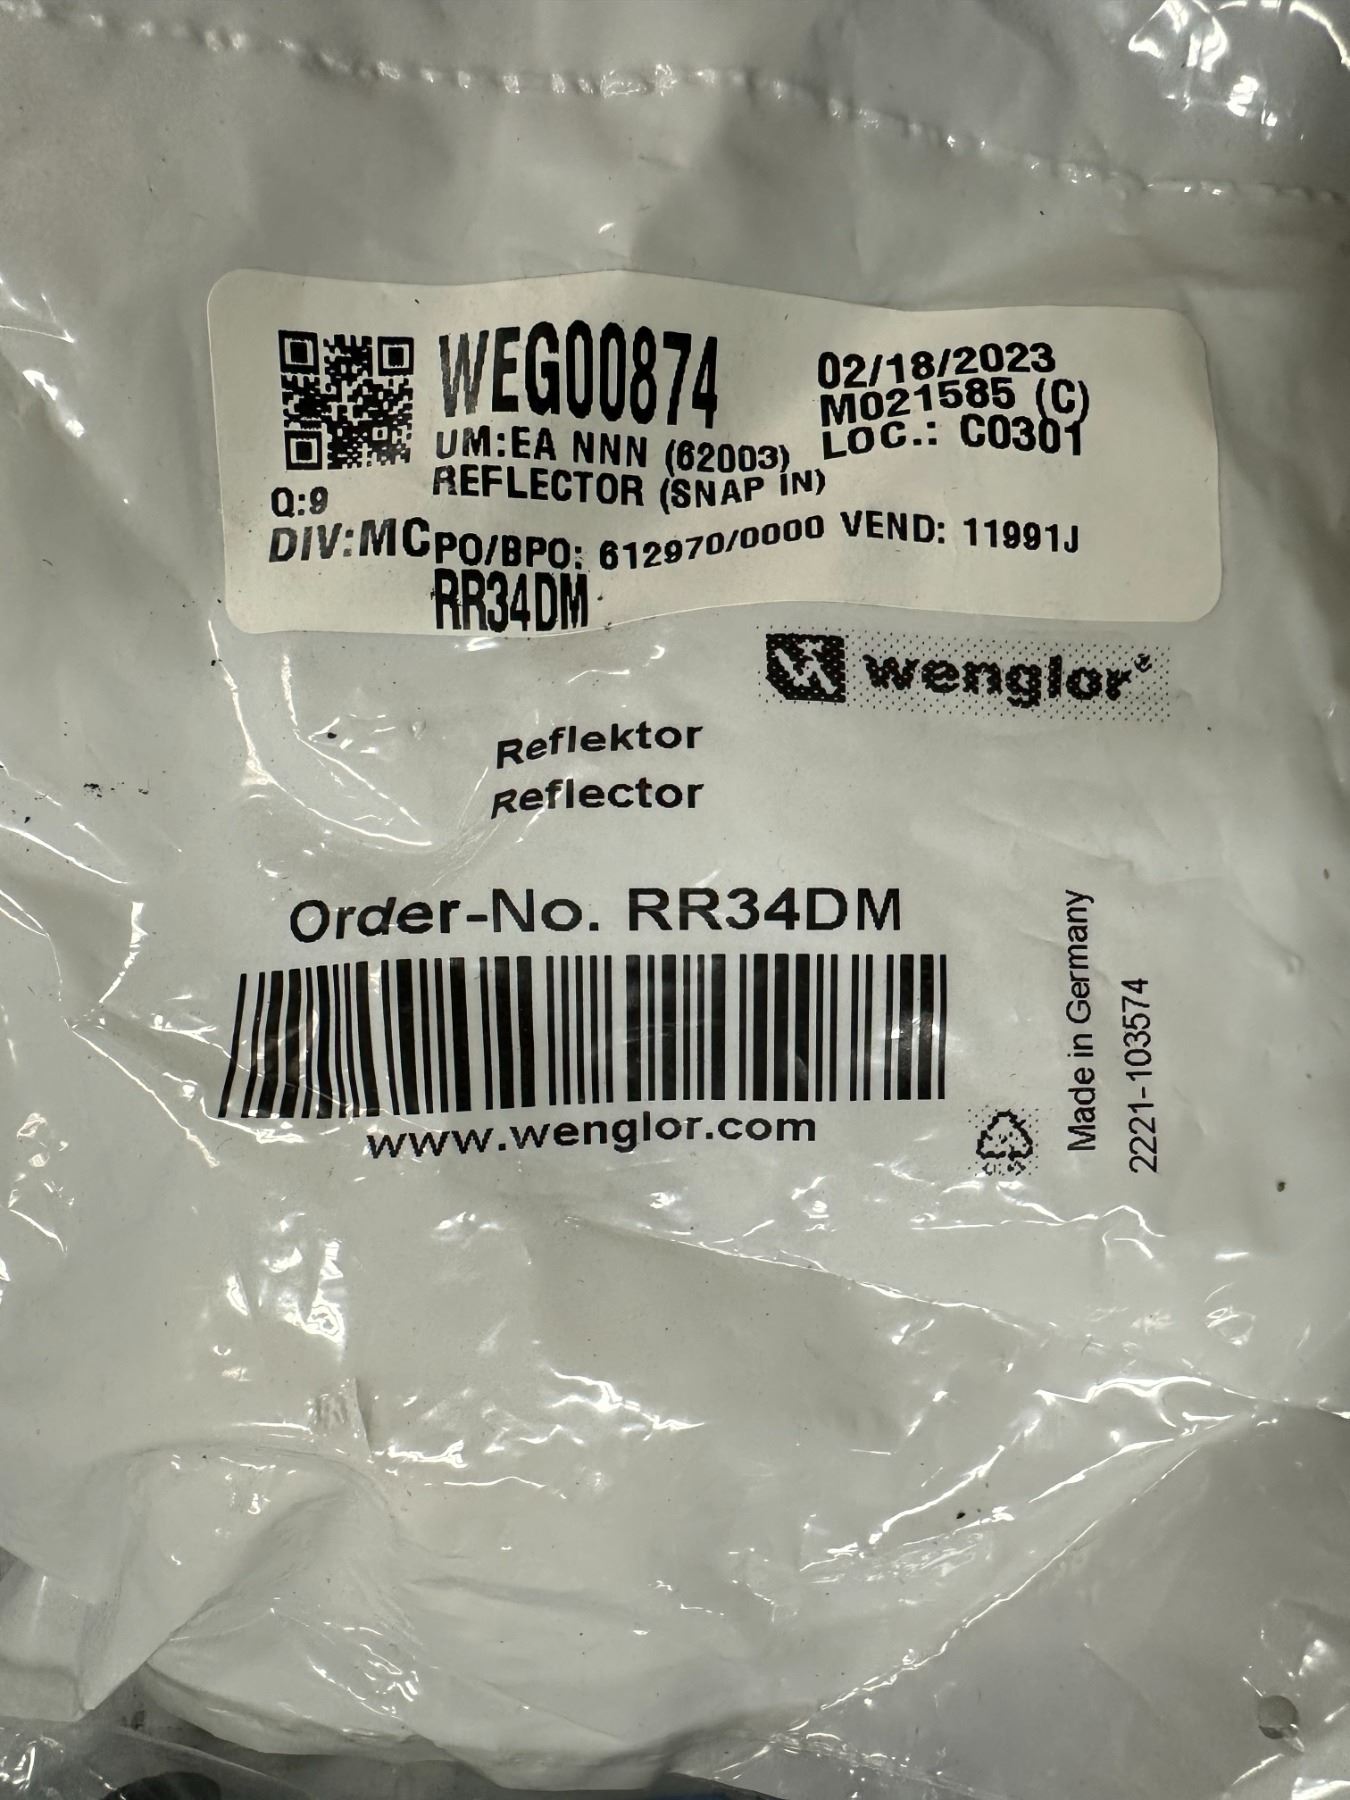 WEG00874
02/18/2023
M021585 (C)
LOC.: C0301
UM:EA NNN (62003)
REFLECTOR (SNAP IN)
Q:9
DIV:MC
PO/BPO: 612970/0000 VEND: 11991J
RR34DM
wenglor®
Reflektor
Reflector
Order-No. RR34DM
www.wenglor.com
Made in Germany
2221-103574